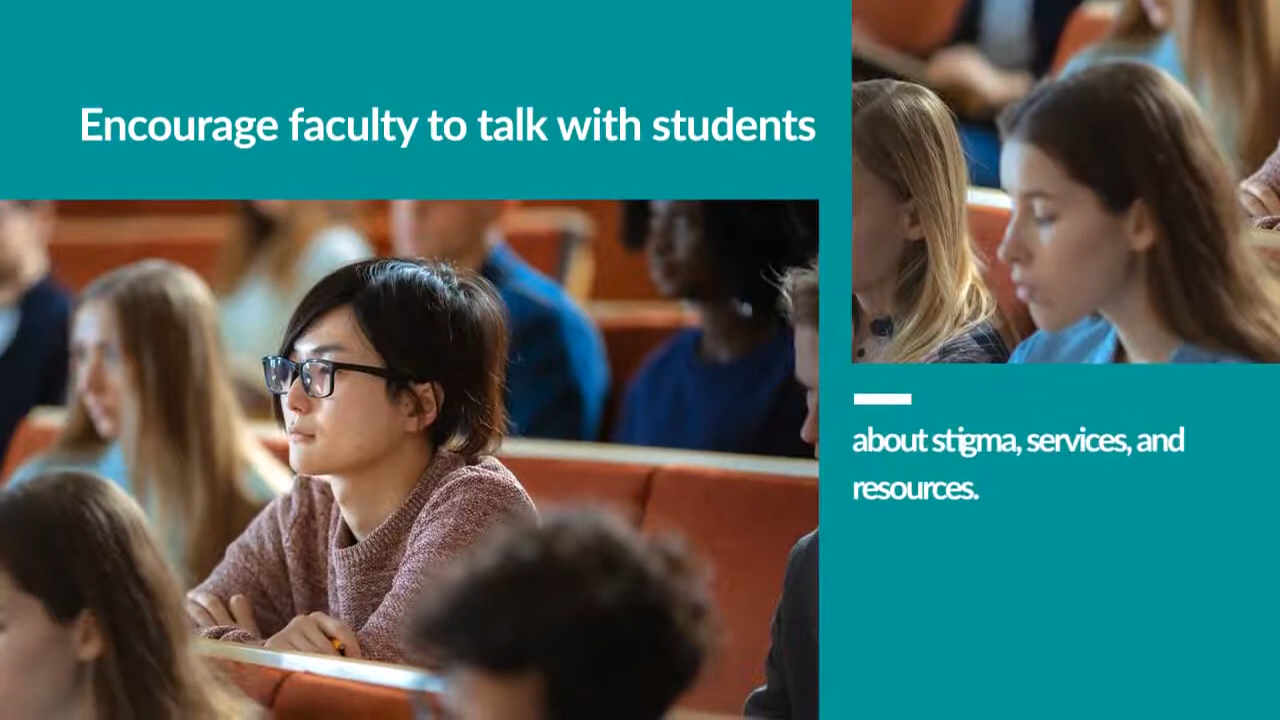 Encourage faculty to talk with students
about stigma, services, and
resources.